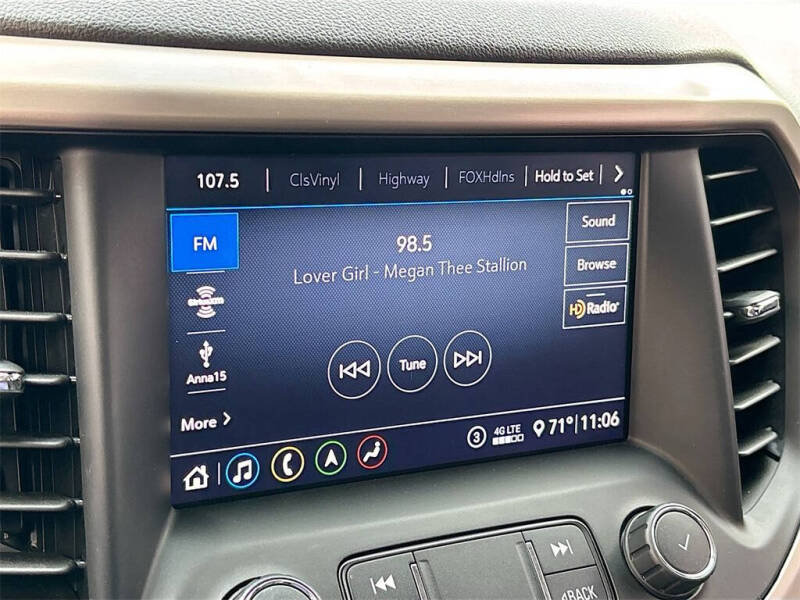 107.5 | ClsVinyl | Highway | FOXHdlns | Hold to Set | >
FM
98.5
Sound
Lover Girl - Megan Thee Stallion
SiriusXM
Browse
HD Radio
Anna15
Tune
More >
3 4G LTE 71° | 11:06
BACK